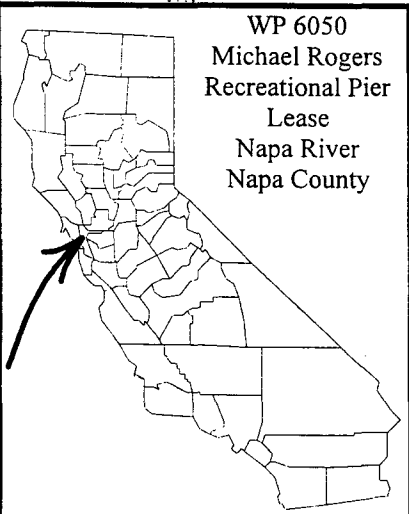 WP 6050
Michael Rogers
Recreational Pier
Lease
Napa River
Napa County